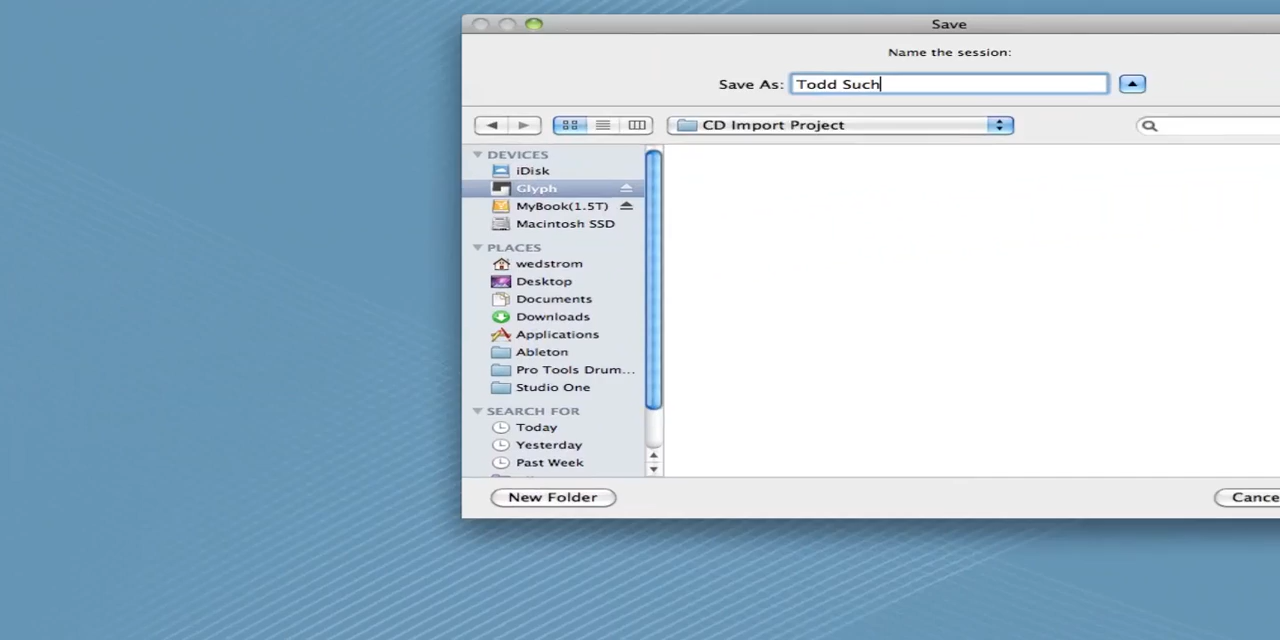 Save
Name the session:
Save As: Todd Such
CD Import Project
DEVICES
iDisk
Glyph
MyBook(1.5T)
Macintosh SSD
PLACES
wedstrom
Desktop
Documents
Downloads
Applications
Ableton
Pro Tools Drum...
Studio One
SEARCH FOR
Today
Yesterday
Past Week
New Folder
Cance